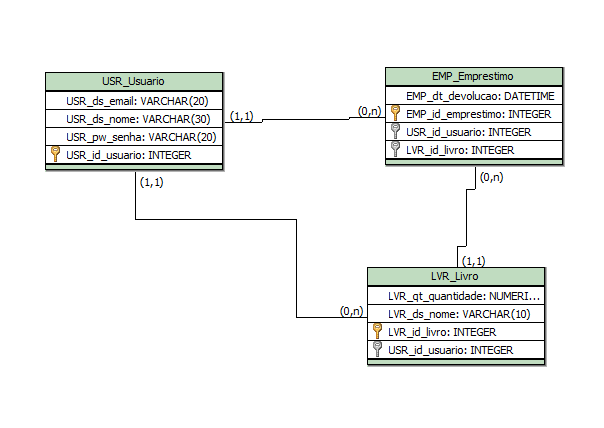 USR_Usuario
USR_ds_email: VARCHAR(20)
USR_ds_nome: VARCHAR(30)
USR_pw_senha: VARCHAR(20)
USR_id_usuario: INTEGER
(1,1)
(0,n)
EMP_Emprestimo
EMP_dt_devolucao: DATETIME
EMP_id_emprestimo: INTEGER
USR_id_usuario: INTEGER
LVR_id_livro: INTEGER
(1,1)
(0,n)
(1,1)
(0,n)
LVR_Livro
LVR_qt_quantidade: NUMERI...
LVR_ds_nome: VARCHAR(10)
LVR_id_livro: INTEGER
USR_id_usuario: INTEGER